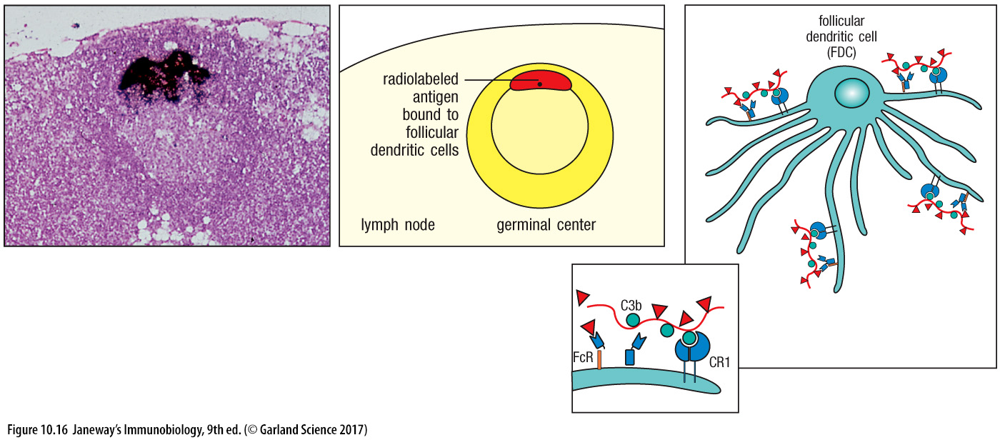 radiolabeled
antigen
bound to
follicular
dendritic cells
lymph node
germinal center
follicular
dendritic cell
(FDC)
C3b
FcR
CR1
Figure 10.16 Janeway’s Immunobiology, 9th ed. (© Garland Science 2017)